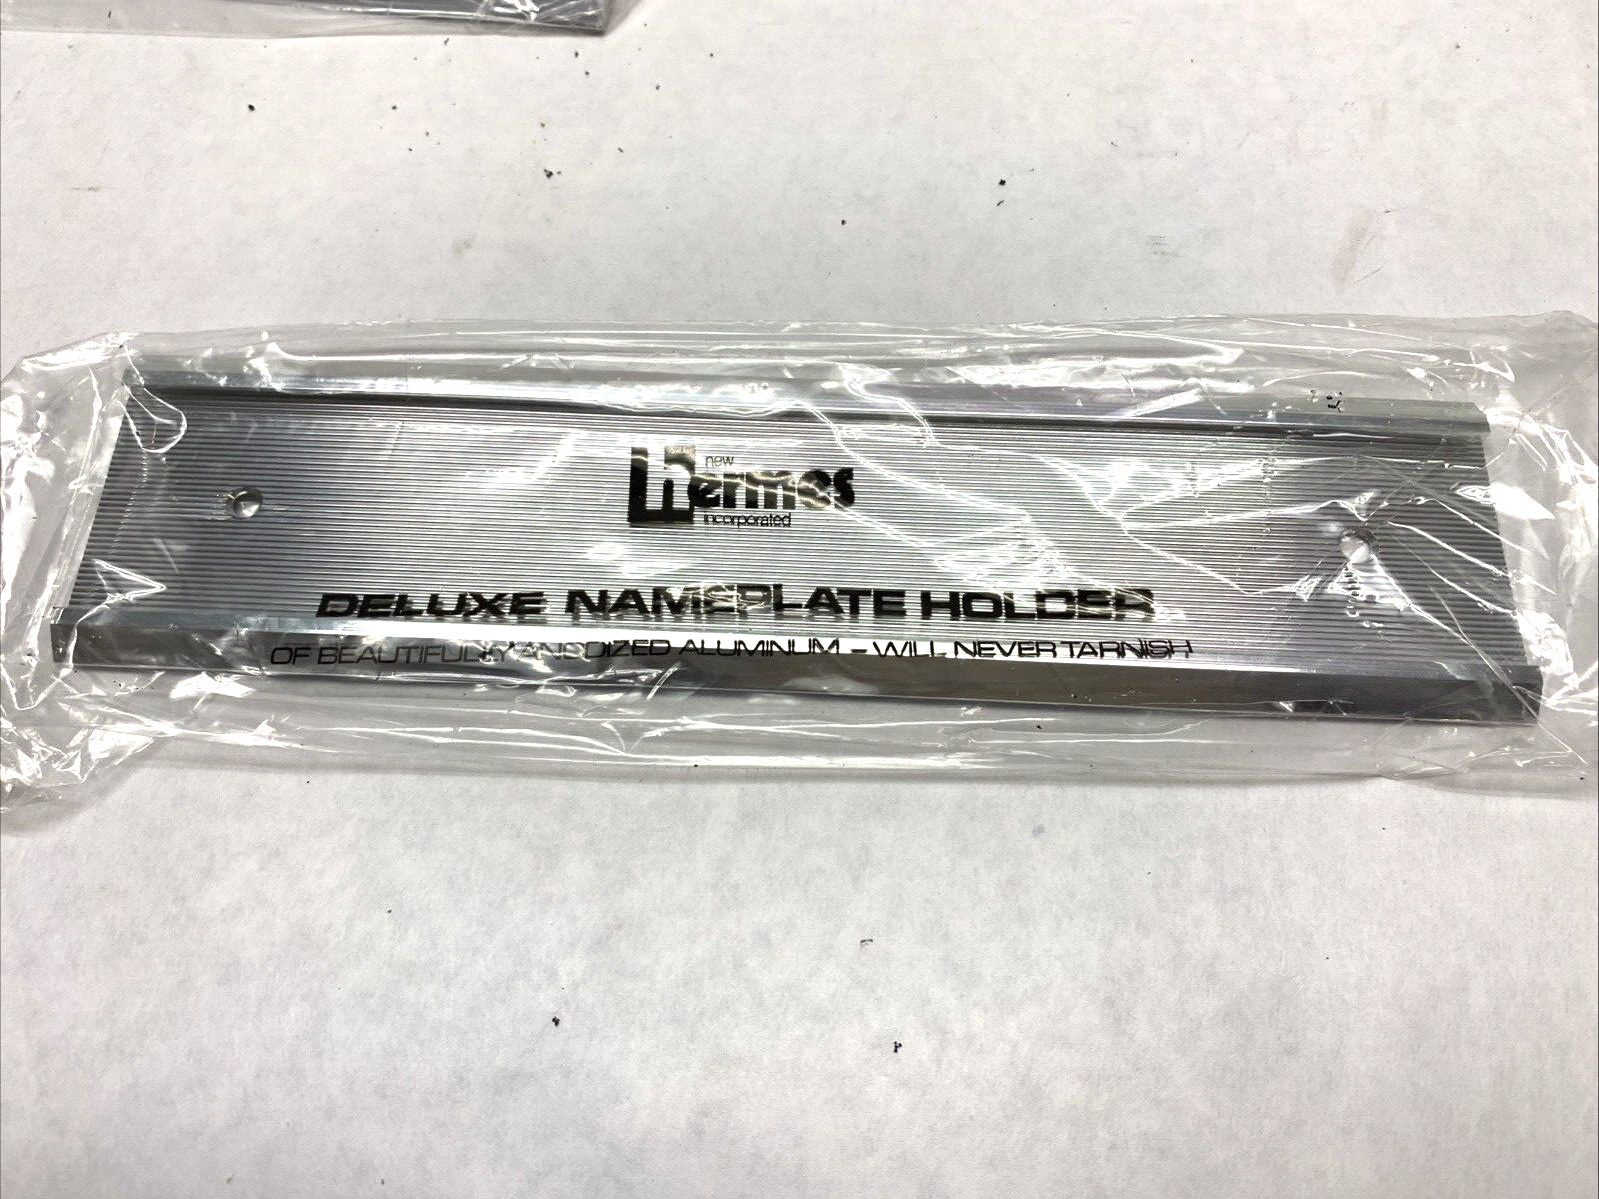 new
hermes
incorporated
DELUXE NAMEPLATE HOLDER
OF BEAUTIFULLY ANODIZED ALUMINUM – WILL NEVER TARNISH